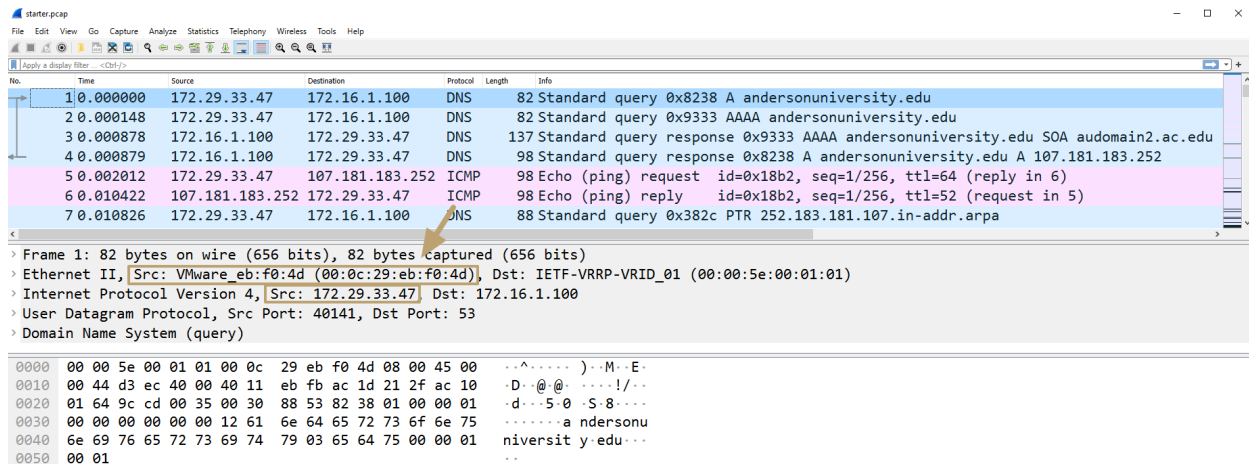 starter.pcap
File Edit View Go Capture Analyze Statistics Telephony Wireless Tools Help
Apply a display filter ... <Ctrl-/>
No. Time Source Destination Protocol Length Info
1 0.000000 172.29.33.47 172.16.1.100 DNS 82 Standard query 0x8238 A andersonuniversity.edu
2 0.000148 172.29.33.47 172.16.1.100 DNS 82 Standard query 0x9333 AAAA andersonuniversity.edu
3 0.000878 172.16.1.100 172.29.33.47 DNS 137 Standard query response 0x9333 AAAA andersonuniversity.edu SOA audomain2.ac.edu
4 0.000879 172.16.1.100 172.29.33.47 DNS 98 Standard query response 0x8238 A andersonuniversity.edu A 107.181.183.252
5 0.002012 172.29.33.47 107.181.183.252 ICMP 98 Echo (ping) request id=0x18b2, seq=1/256, ttl=64 (reply in 6)
6 0.010422 107.181.183.252 172.29.33.47 ICMP 98 Echo (ping) reply id=0x18b2, seq=1/256, ttl=52 (request in 5)
7 0.010826 172.29.33.47 172.16.1.100 DNS 88 Standard query 0x382c PTR 252.183.181.107.in-addr.arpa
Frame 1: 82 bytes on wire (656 bits), 82 bytes captured (656 bits)
Ethernet II, Src: VMware_eb:f0:4d (00:0c:29:eb:f0:4d), Dst: IETF-VRRP-VRID_01 (00:00:5e:00:01:01)
Internet Protocol Version 4, Src: 172.29.33.47, Dst: 172.16.1.100
User Datagram Protocol, Src Port: 40141, Dst Port: 53
Domain Name System (query)
0000 00 00 5e 00 01 01 00 0c 29 eb f0 4d 08 00 45 00 ··^····· )··M··E·
0010 00 44 d3 ec 40 00 40 11 eb fb ac 1d 21 2f ac 10 ·D··@·@· ····!/··
0020 01 64 9c cd 00 35 00 30 88 53 82 38 01 00 00 01 ·d···5·0 ·S·8····
0030 00 00 00 00 00 00 12 61 6e 64 65 72 73 6f 6e 75 ·······a ndersonu
0040 6e 69 76 65 72 73 69 74 79 03 65 64 75 00 00 01 niversit y·edu···
0050 00 01 ··